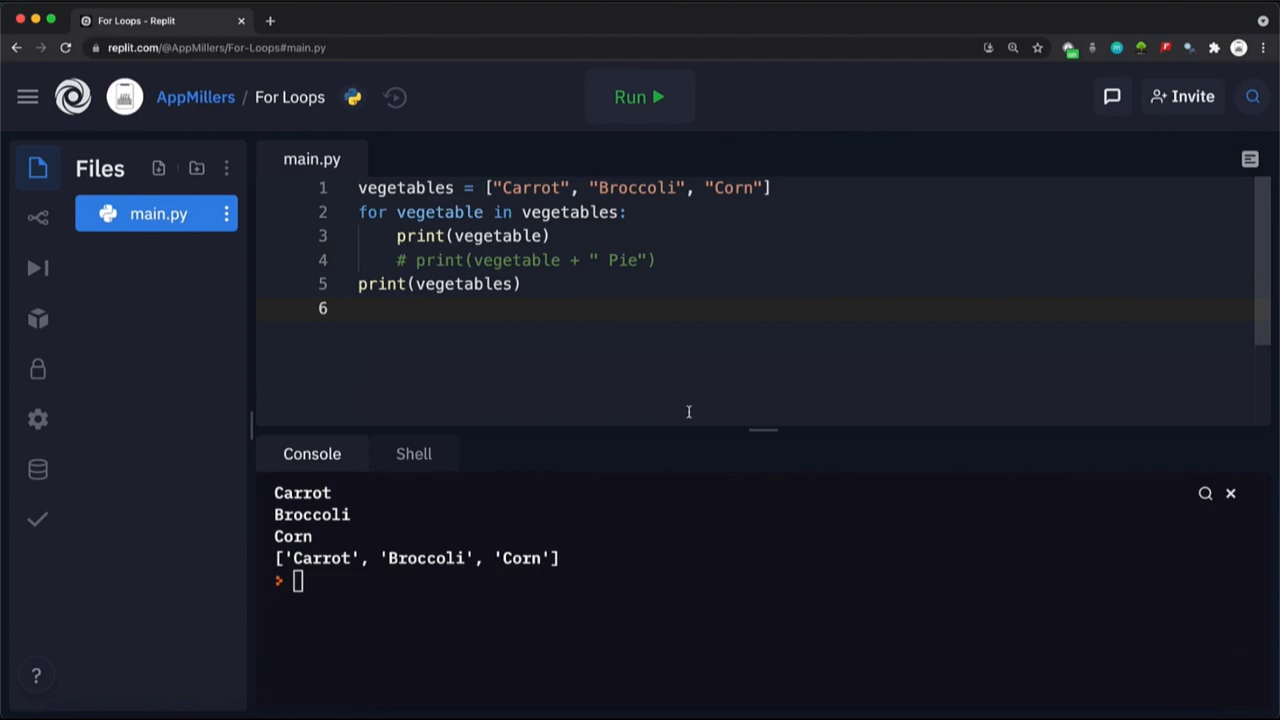 For Loops - Replit
replit.com/@AppMillers/For-Loops#main.py
AppMillers / For Loops
Run
Invite
Files
main.py
main.py
1 vegetables = ["Carrot", "Broccoli", "Corn"]
2 for vegetable in vegetables:
3     print(vegetable)
4     # print(vegetable + " Pie")
5 print(vegetables)
6
Console
Shell
Carrot
Broccoli
Corn
['Carrot', 'Broccoli', 'Corn']
>
?